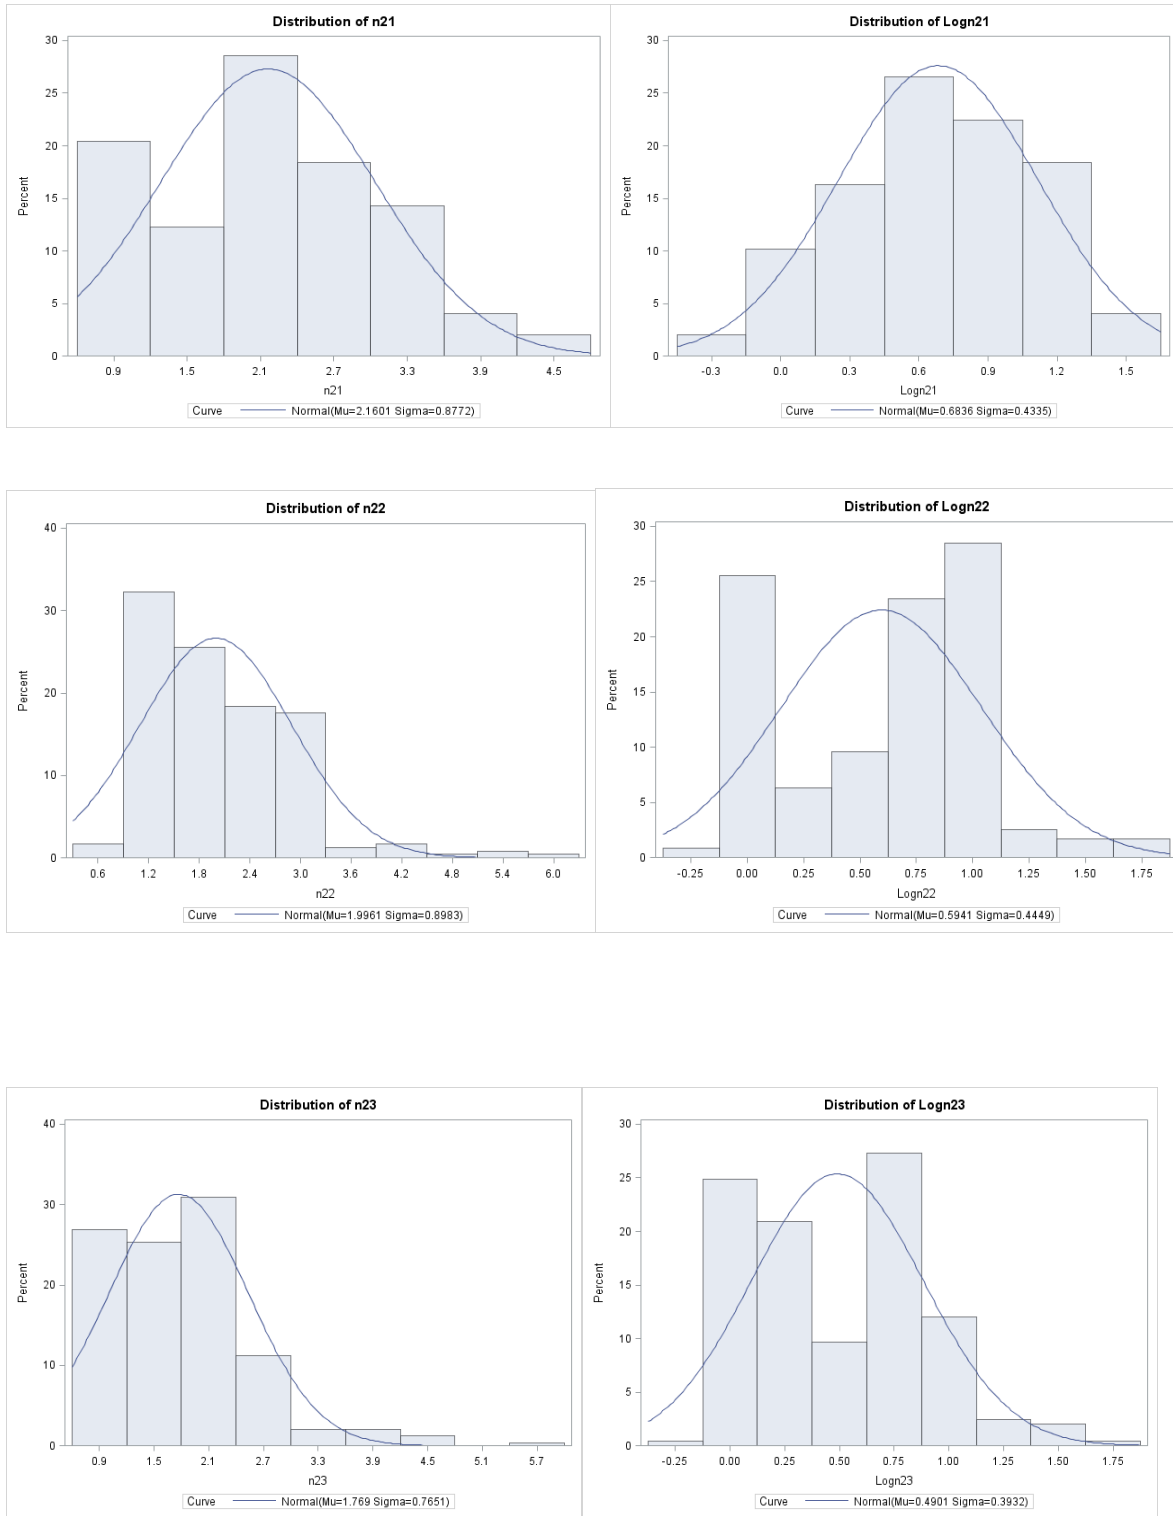 Distribution of n21
30
25
20
15
10
5
0
Percent
0.9 1.5 2.1 2.7 3.3 3.9 4.5
n21
Curve Normal(Mu=2.1601 Sigma=0.8772)
Distribution of Logn21
30
25
20
15
10
5
0
Percent
-0.3 0.0 0.3 0.6 0.9 1.2 1.5
Logn21
Curve Normal(Mu=0.6836 Sigma=0.4335)
Distribution of n22
40
30
20
10
0
Percent
0.6 1.2 1.8 2.4 3.0 3.6 4.2 4.8 5.4 6.0
n22
Curve Normal(Mu=1.9961 Sigma=0.8983)
Distribution of Logn22
30
25
20
15
10
5
0
Percent
-0.25 0.00 0.25 0.50 0.75 1.00 1.25 1.50 1.75
Logn22
Curve Normal(Mu=0.5941 Sigma=0.4449)
Distribution of n23
40
30
20
10
0
Percent
0.9 1.5 2.1 2.7 3.3 3.9 4.5 5.1 5.7
n23
Curve Normal(Mu=1.769 Sigma=0.7651)
Distribution of Logn23
30
25
20
15
10
5
0
Percent
-0.25 0.00 0.25 0.50 0.75 1.00 1.25 1.50 1.75
Logn23
Curve Normal(Mu=0.4901 Sigma=0.3932)